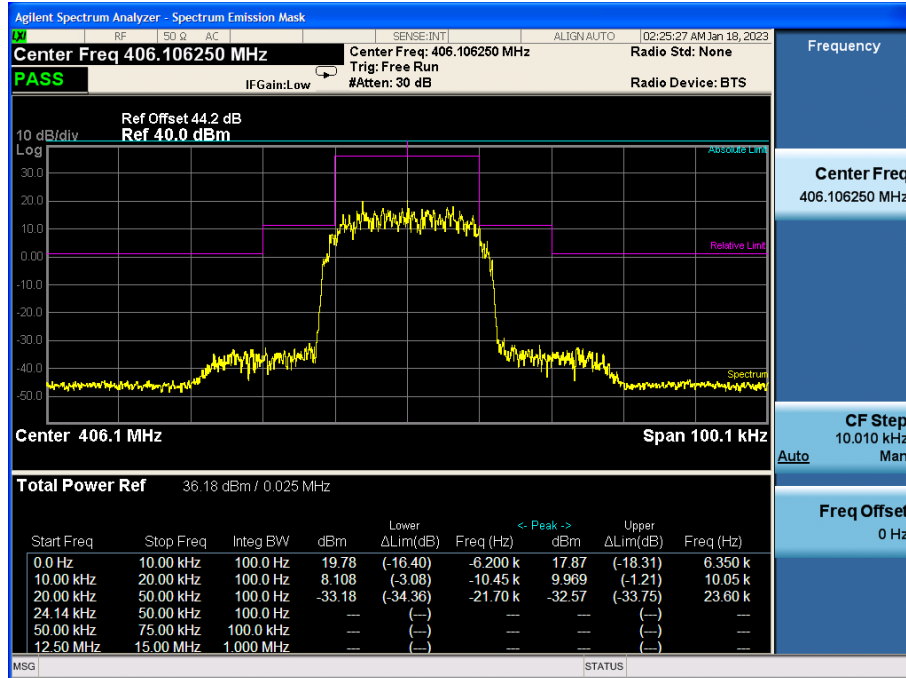 Agilent Spectrum Analyzer - Spectrum Emission Mask
LXI RF 50 Ω AC SENSE:INT ALIGN AUTO 02:25:27 AM Jan 18, 2023
Center Freq 406.106250 MHz
Center Freq: 406.106250 MHz
Radio Std: None
Trig: Free Run
PASS
IFGain:Low
#Atten: 30 dB
Radio Device: BTS
Frequency
Ref Offset 44.2 dB
10 dB/div Ref 40.0 dBm
Log
Absolute Limit
30.0
20.0
10.0
Relative Limit
0.00
-10.0
-20.0
-30.0
-40.0
Spectrum
-50.0
Center 406.1 MHz
Span 100.1 kHz
Center Freq
406.106250 MHz
CF Step
10.010 kHz
Auto Man
Freq Offset
0 Hz
Total Power Ref 36.18 dBm / 0.025 MHz
Lower <- Peak -> Upper
Start Freq Stop Freq Integ BW dBm ΔLim(dB) Freq (Hz) dBm ΔLim(dB) Freq (Hz)
0.0 Hz 10.00 kHz 100.0 Hz 19.78 (-16.40) -6.200 k 17.87 (-18.31) 6.350 k
10.00 kHz 20.00 kHz 100.0 Hz 8.108 (-3.08) -10.45 k 9.969 (-1.21) 10.05 k
20.00 kHz 50.00 kHz 100.0 Hz -33.18 (-34.36) -21.70 k -32.57 (-33.75) 23.60 k
24.14 kHz 50.00 kHz 100.0 Hz --- (---) --- --- (---) ---
50.00 kHz 75.00 kHz 100.0 kHz --- (---) --- --- (---) ---
12.50 MHz 15.00 MHz 1.000 MHz --- (---) --- --- (---) ---
MSG STATUS